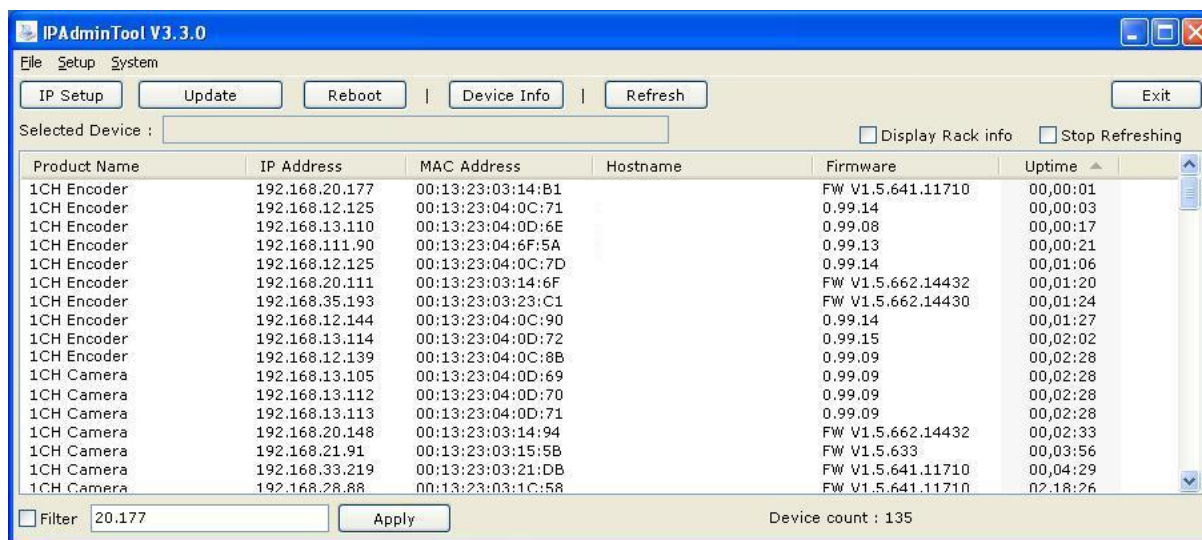 IPAdminTool V3.3.0
File Setup System
IP Setup Update Reboot | Device Info | Refresh Exit
Selected Device : Display Rack info Stop Refreshing
Product Name IP Address MAC Address Hostname Firmware Uptime
1CH Encoder 192.168.20.177 00:13:23:03:14:B1 FW V1.5.641.11710 00,00:01
1CH Encoder 192.168.12.125 00:13:23:04:0C:71 0.99.14 00,00:03
1CH Encoder 192.168.13.110 00:13:23:04:0D:6E 0.99.08 00,00:17
1CH Encoder 192.168.111.90 00:13:23:04:6F:5A 0.99.13 00,00:21
1CH Encoder 192.168.12.125 00:13:23:04:0C:7D 0.99.14 00,01:06
1CH Encoder 192.168.20.111 00:13:23:03:14:6F FW V1.5.662.14432 00,01:20
1CH Encoder 192.168.35.193 00:13:23:03:23:C1 FW V1.5.662.14430 00,01:24
1CH Encoder 192.168.12.144 00:13:23:04:0C:90 0.99.14 00,01:27
1CH Encoder 192.168.13.114 00:13:23:04:0D:72 0.99.15 00,02:02
1CH Encoder 192.168.12.139 00:13:23:04:0C:8B 0.99.09 00,02:28
1CH Camera 192.168.13.105 00:13:23:04:0D:69 0.99.09 00,02:28
1CH Camera 192.168.13.112 00:13:23:04:0D:70 0.99.09 00,02:28
1CH Camera 192.168.13.113 00:13:23:04:0D:71 0.99.09 00,02:28
1CH Camera 192.168.20.148 00:13:23:03:14:94 FW V1.5.662.14432 00,02:33
1CH Camera 192.168.21.91 00:13:23:03:15:5B FW V1.5.633 00,03:56
1CH Camera 192.168.33.219 00:13:23:03:21:DB FW V1.5.641.11710 00,04:29
1CH Camera 192.168.28.88 00:13:23:03:1C:58 FW V1.5.641.11710 02,18:26
Filter 20.177 Apply Device count : 135